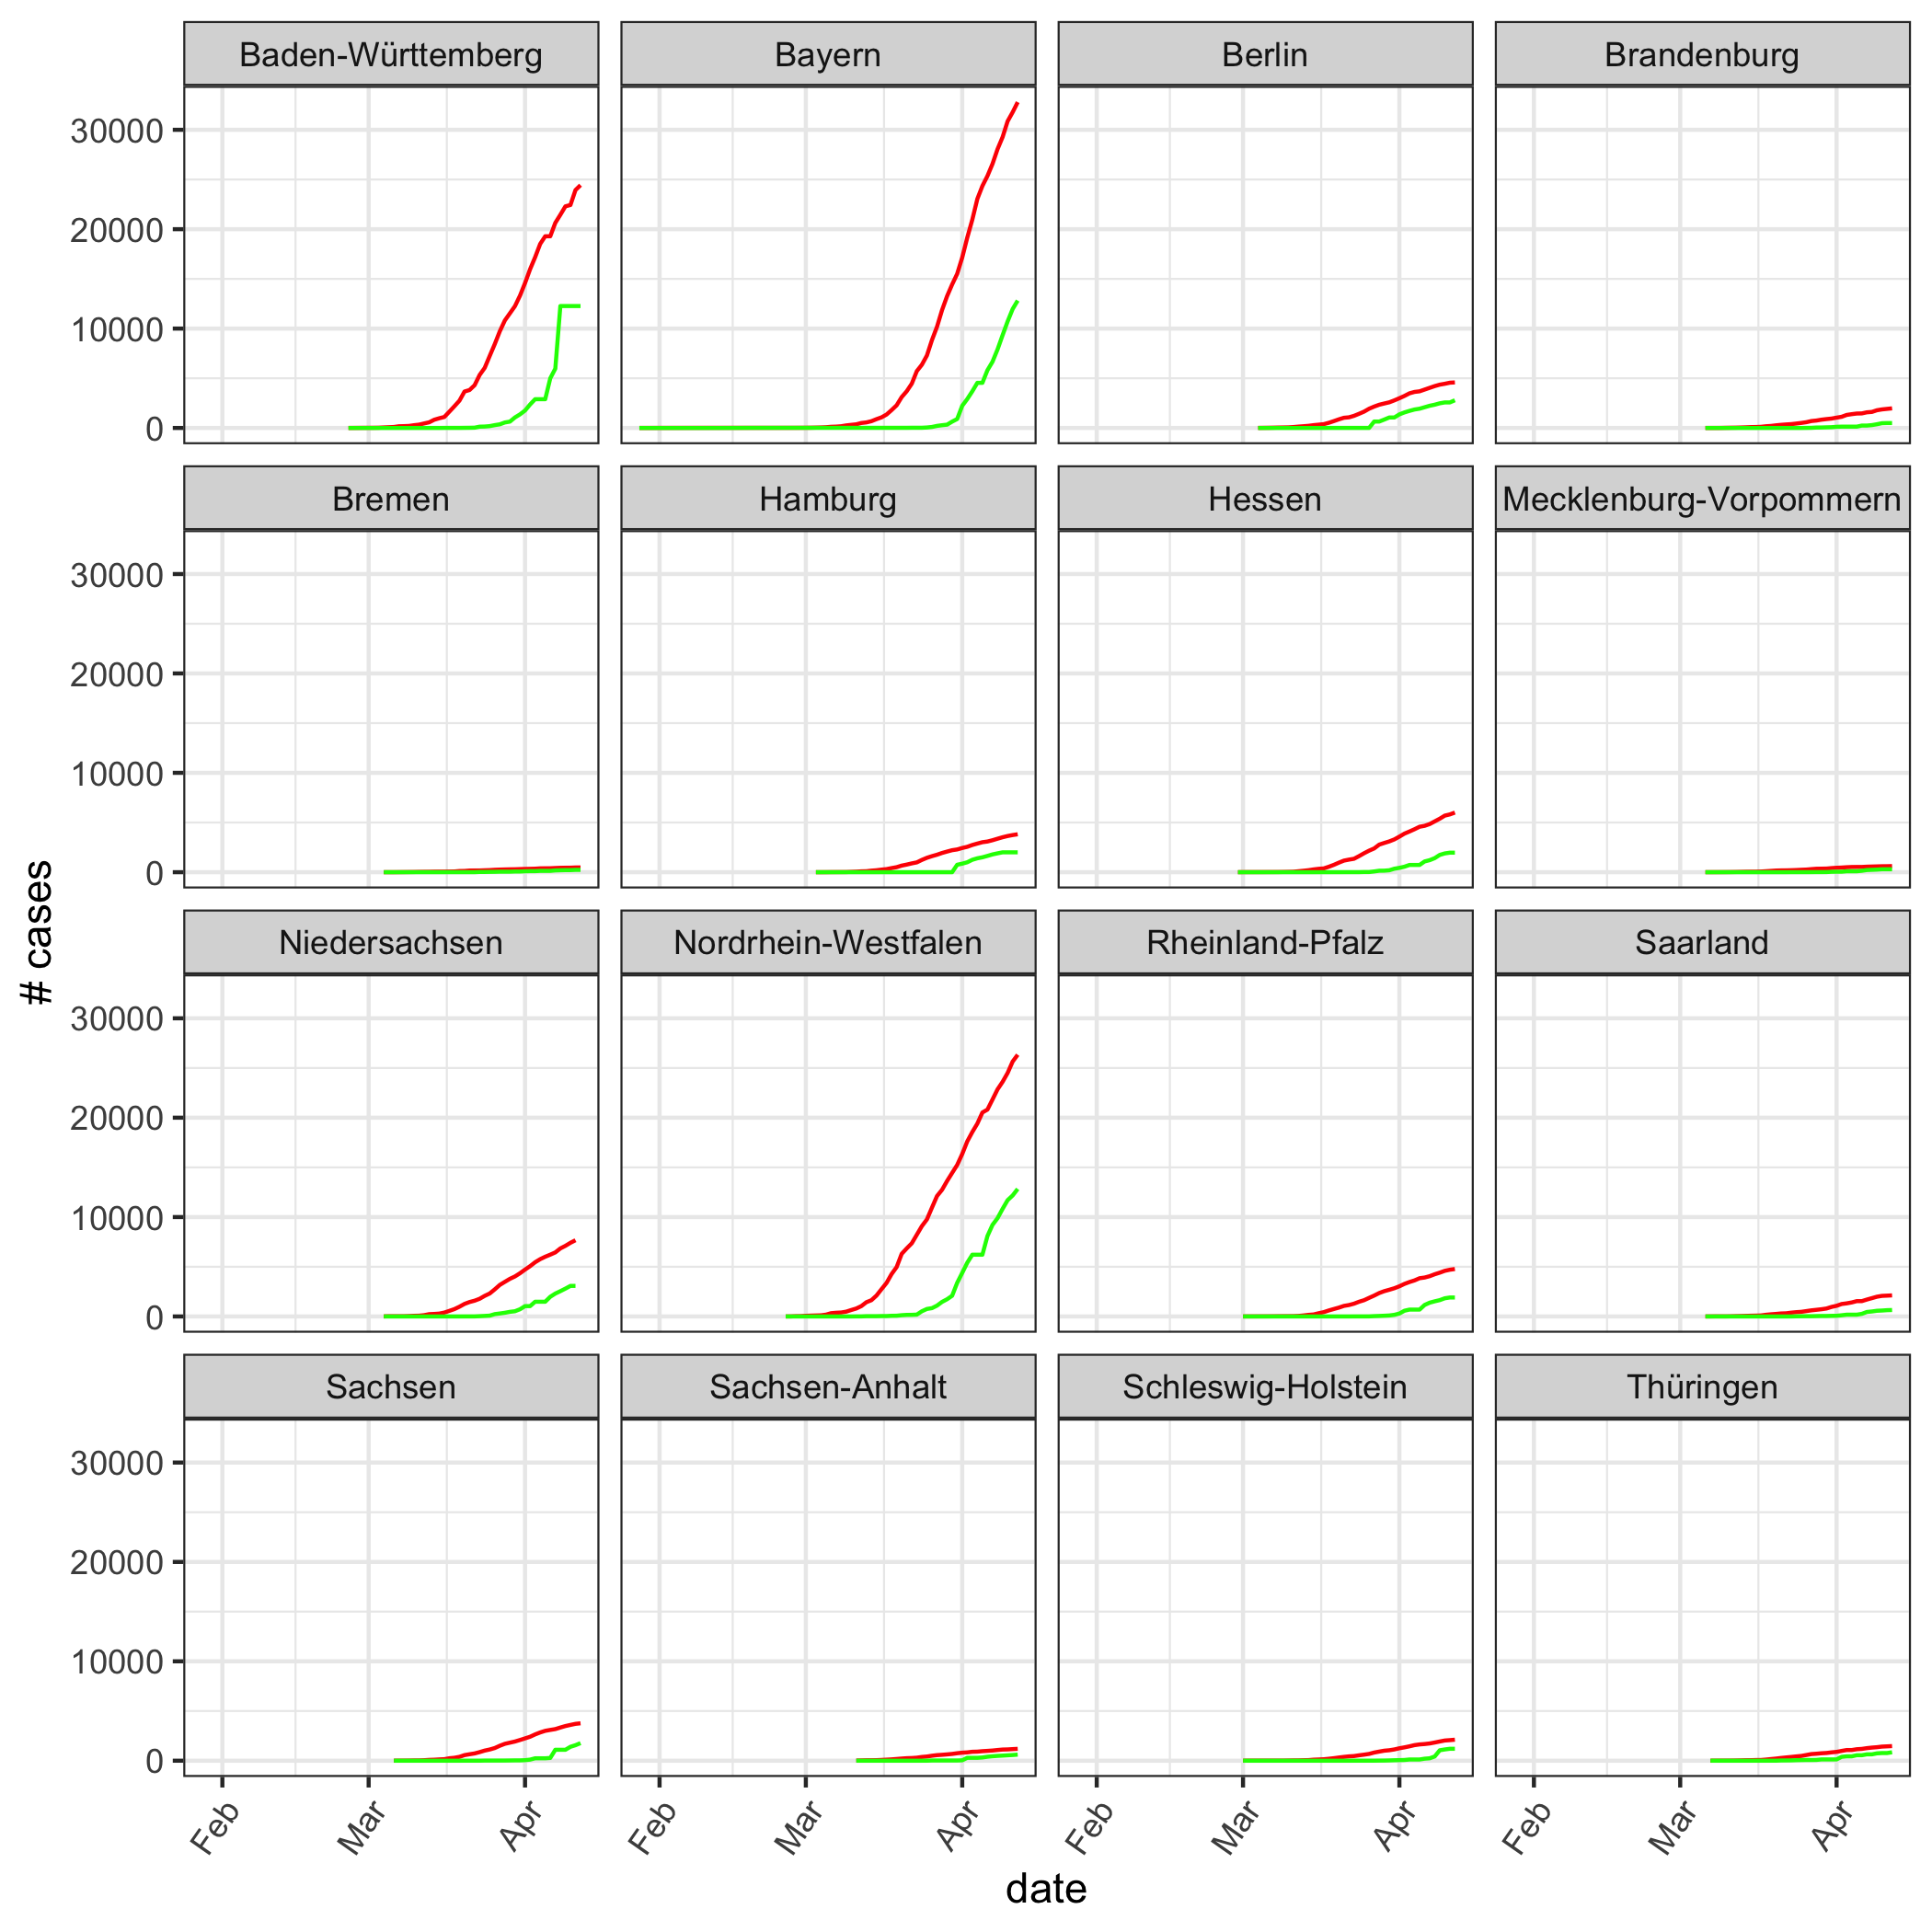 Baden-Württemberg Bayern Berlin Brandenburg
30000
20000
10000
0
Bremen Hamburg Hessen Mecklenburg-Vorpommern
30000
20000
10000
0
# cases
Niedersachsen Nordrhein-Westfalen Rheinland-Pfalz Saarland
30000
20000
10000
0
Sachsen Sachsen-Anhalt Schleswig-Holstein Thüringen
30000
20000
10000
0
Feb Mar Apr Feb Mar Apr Feb Mar Apr Feb Mar Apr
date